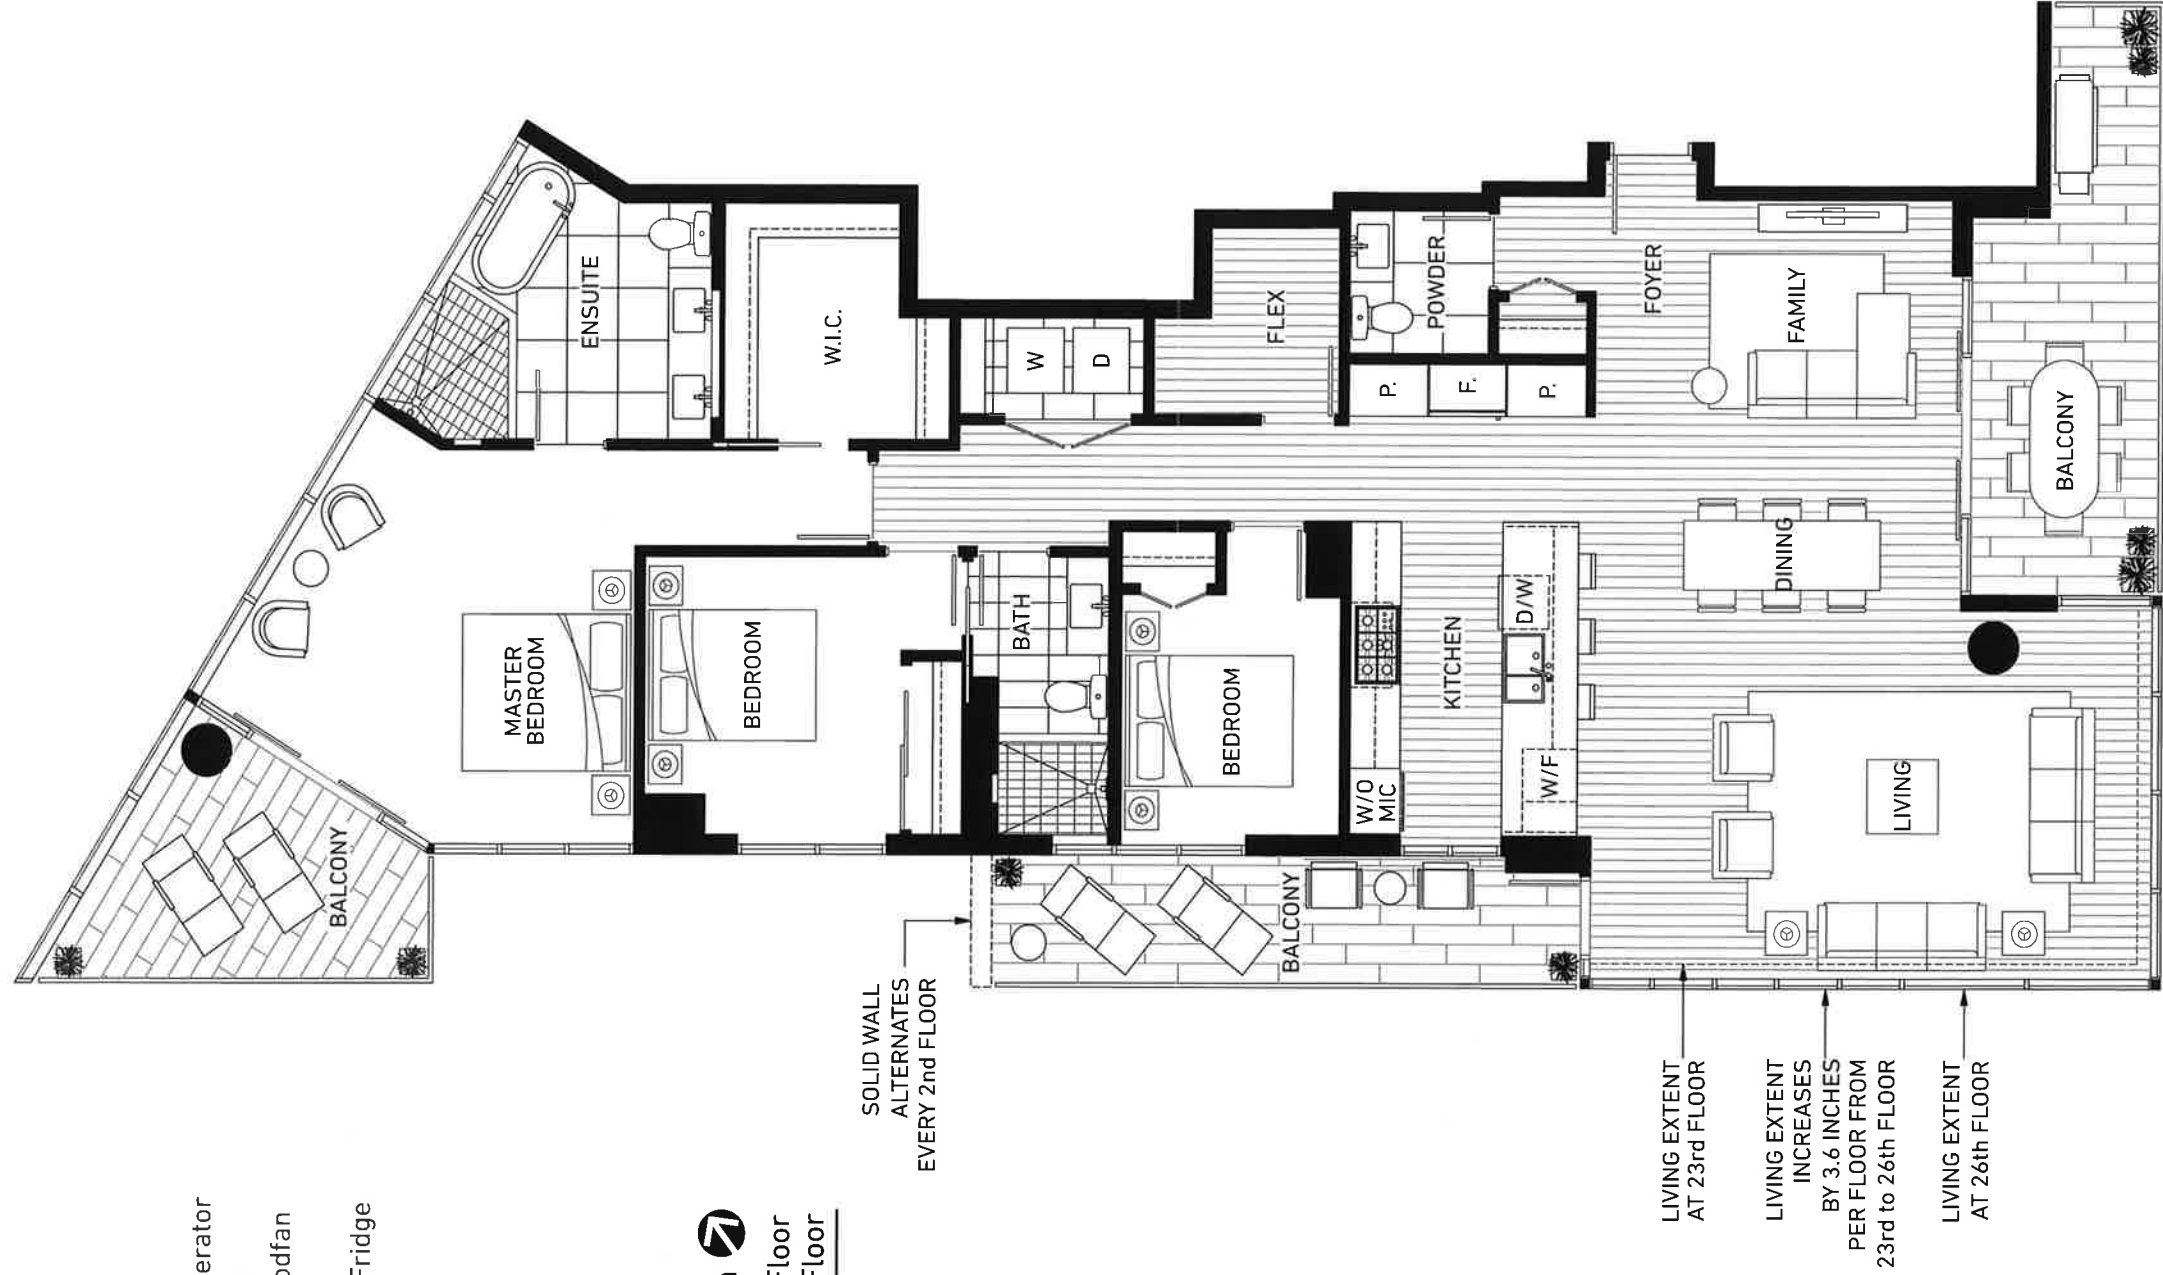 ENSUITE
W.I.C.
W
D
FLEX
POWDER
FOYER
FAMILY
P.
F.
P.
BALCONY
MASTER
BEDROOM
BEDROOM
BATH
BEDROOM
KITCHEN
D/W
W/F
W/O
MIC
DINING
LIVING
BALCONY
BALCONY
SOLID WALL
ALTERNATES
EVERY 2nd FLOOR
LIVING EXTENT
AT 23rd FLOOR
LIVING EXTENT
INCREASES
BY 3.6 INCHES
PER FLOOR FROM
23rd to 26th FLOOR
LIVING EXTENT
AT 26th FLOOR
erator
odfan
Fridge
Floor
Floor